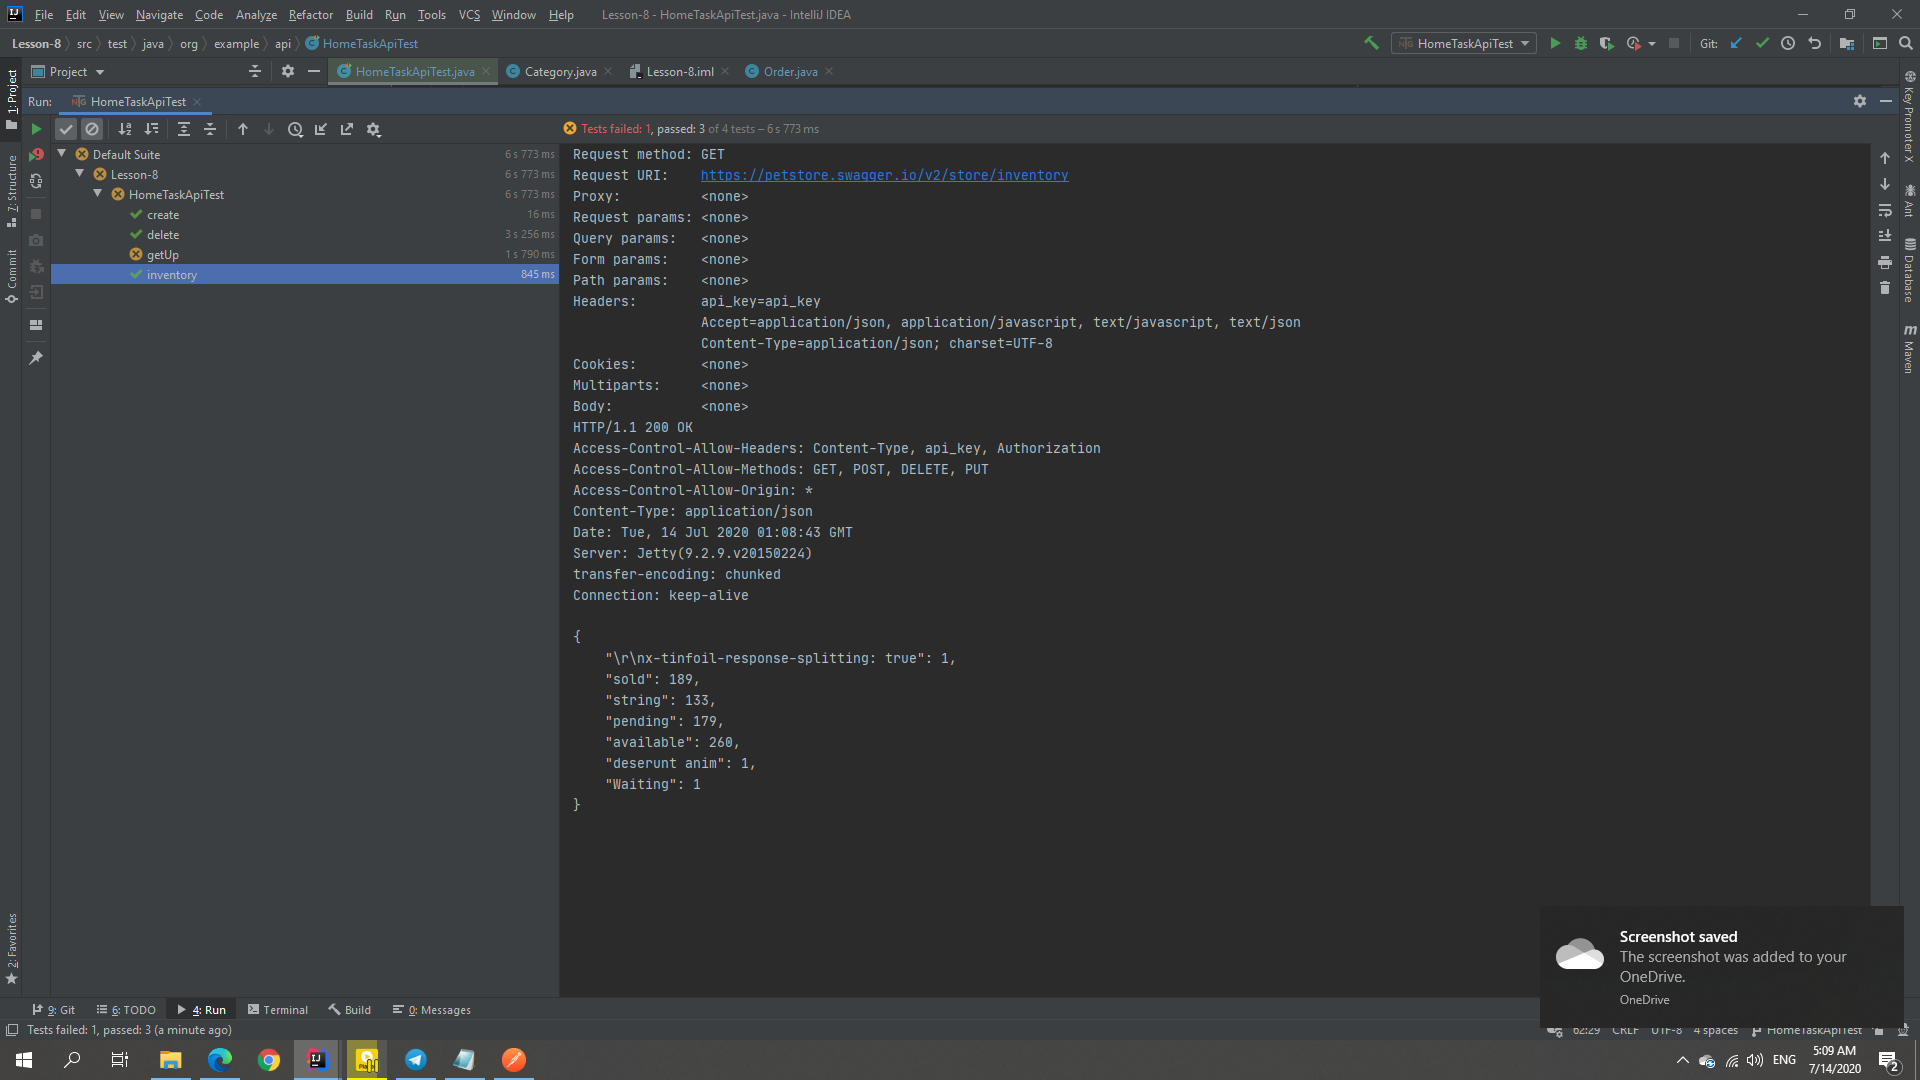 File Edit View Navigate Code Analyze Refactor Build Run Tools VCS Window Help Lesson-8 - HomeTaskApiTest.java - IntelliJ IDEA
Lesson-8 src test java org example api HomeTaskApiTest HomeTaskApiTest Git:
Project HomeTaskApiTest.java Category.java Lesson-8.iml Order.java
Run: HomeTaskApiTest
Tests failed: 1, passed: 3 of 4 tests – 6 s 773 ms
Default Suite 6 s 773 ms
Lesson-8 6 s 773 ms
HomeTaskApiTest 6 s 773 ms
create 16 ms
delete 3 s 256 ms
getUp 1 s 790 ms
inventory 845 ms
Request method: GET
Request URI: https://petstore.swagger.io/v2/store/inventory
Proxy: <none>
Request params: <none>
Query params: <none>
Form params: <none>
Path params: <none>
Headers: api_key=api_key
Accept=application/json, application/javascript, text/javascript, text/json
Content-Type=application/json; charset=UTF-8
Cookies: <none>
Multiparts: <none>
Body: <none>
HTTP/1.1 200 OK
Access-Control-Allow-Headers: Content-Type, api_key, Authorization
Access-Control-Allow-Methods: GET, POST, DELETE, PUT
Access-Control-Allow-Origin: *
Content-Type: application/json
Date: Tue, 14 Jul 2020 01:08:43 GMT
Server: Jetty(9.2.9.v20150224)
transfer-encoding: chunked
Connection: keep-alive
{
"\r\nx-tinfoil-response-splitting: true": 1,
"sold": 189,
"string": 133,
"pending": 179,
"available": 260,
"deserunt anim": 1,
"Waiting": 1
}
1: Project
7: Structure
Commit
2: Favorites
Key Promoter X
Ant
Database
m Maven
Screenshot saved
The screenshot was added to your
OneDrive.
OneDrive
9: Git 6: TODO 4: Run Terminal Build 0: Messages
Tests failed: 1, passed: 3 (a minute ago) 62:29 CRLF UTF-8 4 spaces HomeTaskApiTest
ENG 5:09 AM
7/14/2020 2